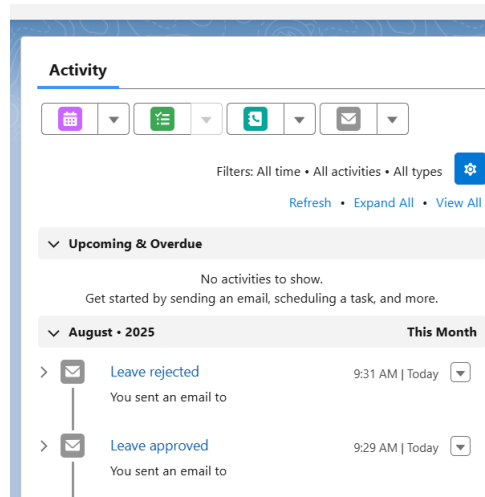 Activity
Filters: All time • All activities • All types
Refresh • Expand All • View All
Upcoming & Overdue
No activities to show.
Get started by sending an email, scheduling a task, and more.
August • 2025 This Month
Leave rejected 9:31 AM | Today
You sent an email to
Leave approved 9:29 AM | Today
You sent an email to